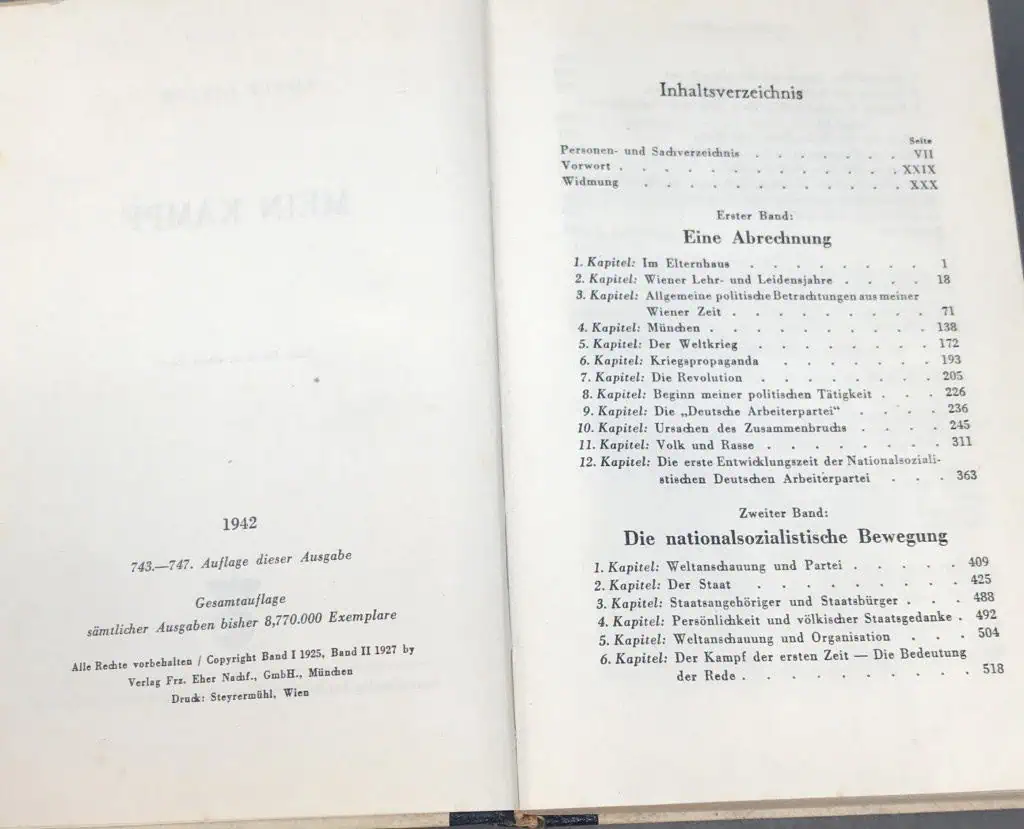 1942
743.—747. Auflage dieser Ausgabe
Gesamtauflage
sämtlicher Ausgaben bisher 8,770.000 Exemplare
Alle Rechte vorbehalten / Copyright Band I 1925, Band II 1927 by
Verlag Frz. Eher Nachf., GmbH., München
Druck: Steyrermühl, Wien
Inhaltsverzeichnis
Seite
Personen- und Sachverzeichnis . . . . . . . VII
Vorwort . . . . . . . . . . . . . XXIX
Widmung . . . . . . . . . . . . XXX
Erster Band:
Eine Abrechnung
1. Kapitel: Im Elternhaus . . . . . . . . 1
2. Kapitel: Wiener Lehr- und Leidensjahre . . . . 18
3. Kapitel: Allgemeine politische Betrachtungen aus meiner
Wiener Zeit . . . . . . . . . 71
4. Kapitel: München . . . . . . . . . . 138
5. Kapitel: Der Weltkrieg . . . . . . . . 172
6. Kapitel: Kriegspropaganda . . . . . . . 193
7. Kapitel: Die Revolution . . . . . . . . 205
8. Kapitel: Beginn meiner politischen Tätigkeit . . . 226
9. Kapitel: Die „Deutsche Arbeiterpartei“ . . . . 236
10. Kapitel: Ursachen des Zusammenbruchs . . . . 245
11. Kapitel: Volk und Rasse . . . . . . . 311
12. Kapitel: Die erste Entwicklungszeit der Nationalsoziali-
stischen Deutschen Arbeiterpartei . . . 363
Zweiter Band:
Die nationalsozialistische Bewegung
1. Kapitel: Weltanschauung und Partei . . . . . 409
2. Kapitel: Der Staat . . . . . . . . . 425
3. Kapitel: Staatsangehöriger und Staatsbürger . . . 488
4. Kapitel: Persönlichkeit und völkischer Staatsgedanke . 492
5. Kapitel: Weltanschauung und Organisation . . . 504
6. Kapitel: Der Kampf der ersten Zeit — Die Bedeutung
der Rede . . . . . . . . . . 518